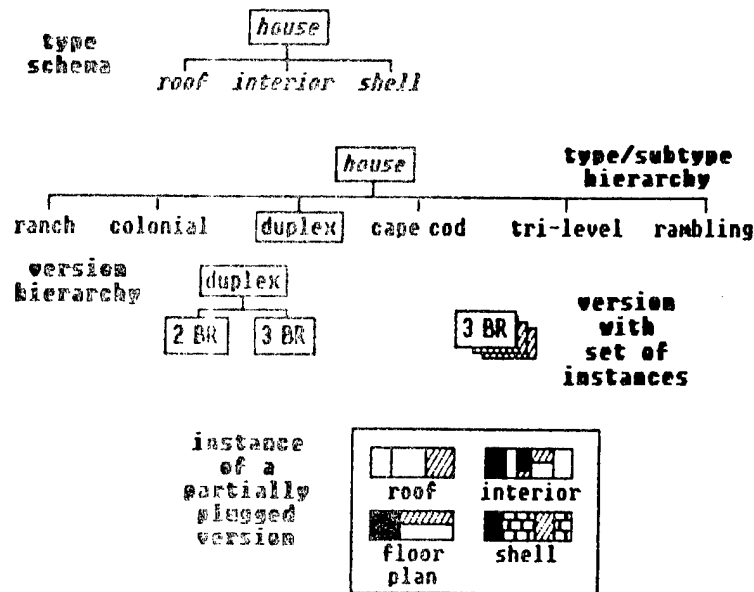 type
schema
house
roof interior shell
house
type/subtype
hierarchy
ranch colonial duplex cape cod tri-level rambling
version
hierarchy
duplex
2 BR 3 BR
3 BR
version
with
set of
instances
instance
of a
partially
plugged
version
roof interior
floor
plan
shell